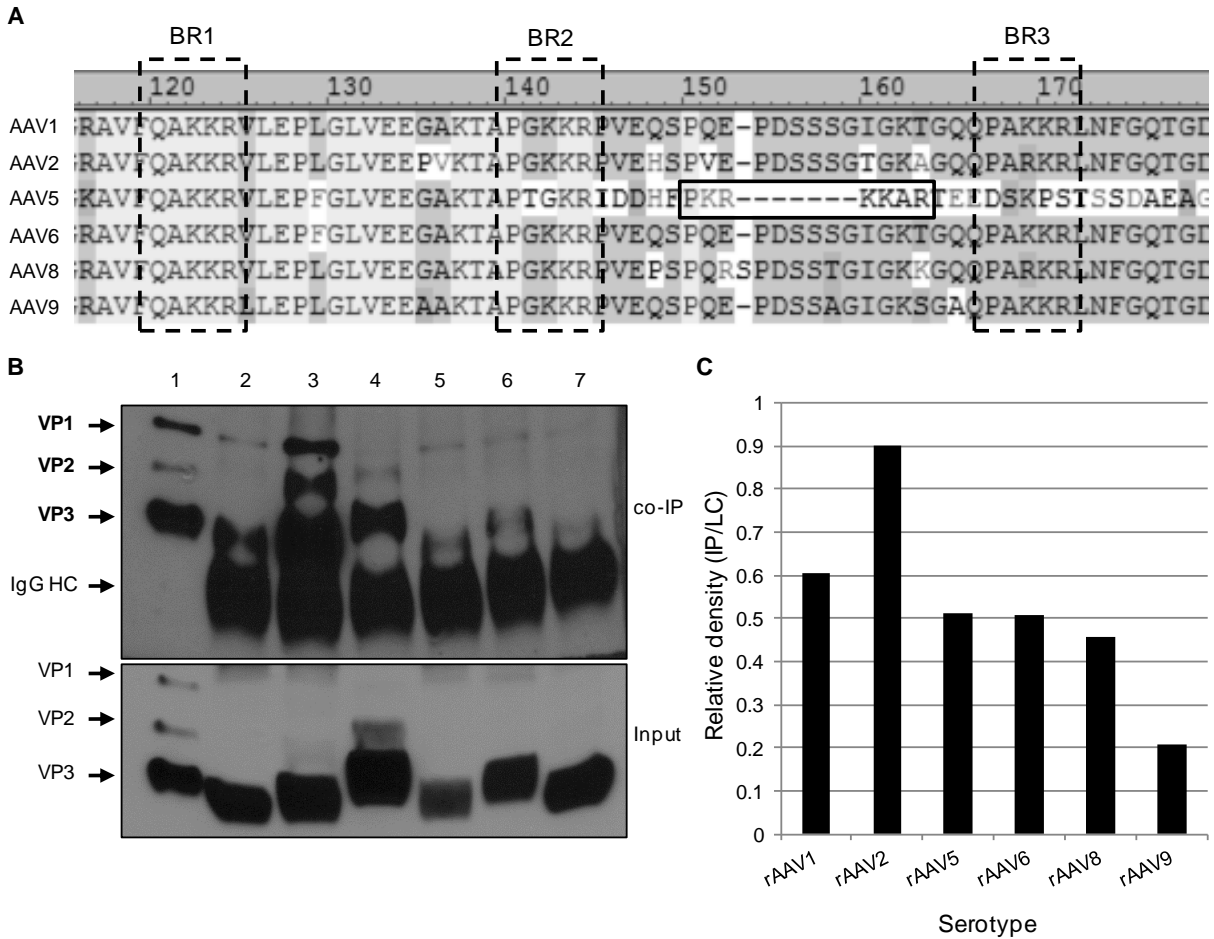 A
BR1 BR2 BR3
120 130 140 150 160 170
AAV1 GRAVFQAKKRVLEPLGLVEEGAKTAPGKKRPVEQSPQE-PDSSSGIGKTGQQPAKKRLNFGQTGD
AAV2 GRAVFQAKKRVLEPLGLVEEPVKTAPGKKRPVEHSPVE-PDSSSGTGKAGQQPARKRLNFGQTGD
AAV5 GKAVFQAKKRVLEPFGLVEEGAKTAPTGKRIDDHFPKR-------KKARTEEDSKPSTSSDAEAG
AAV6 GRAVFQAKKRVLEPFGLVEEGAKTAPGKKRPVEQSPQE-PDSSSGIGKTGQQPAKKRLNFGQTGD
AAV8 GRAVFQAKKRVLEPLGLVEEGAKTAPGKKRPVEPSPQRSPDSSTGIGKKGQQPARKRLNFGQTGD
AAV9 GRAVFQAKKRLLEPLGLVEEAAKTAPGKKRPVEQSPQE-PDSSAGIGKSGAQPAKKRLNFGQTGD
B
1 2 3 4 5 6 7
VP1
VP2
VP3
IgG HC
co-IP
VP1
VP2
VP3
Input
C
1
0.9
0.8
0.7
0.6
0.5
0.4
0.3
0.2
0.1
0
Relative density (IP/LC)
rAAV1 rAAV2 rAAV5 rAAV6 rAAV8 rAAV9
Serotype